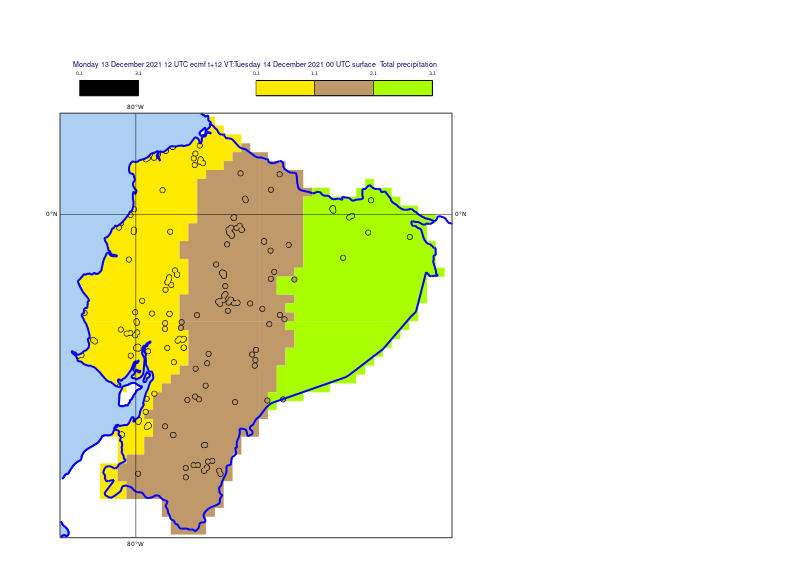 Monday 13 December 2021 12 UTC ecmf t+12 VT:Tuesday 14 December 2021 00 UTC surface Total precipitation
0.1 3.1 0.1 1.1 2.1 3.1
80°W
0°N 0°N
80°W